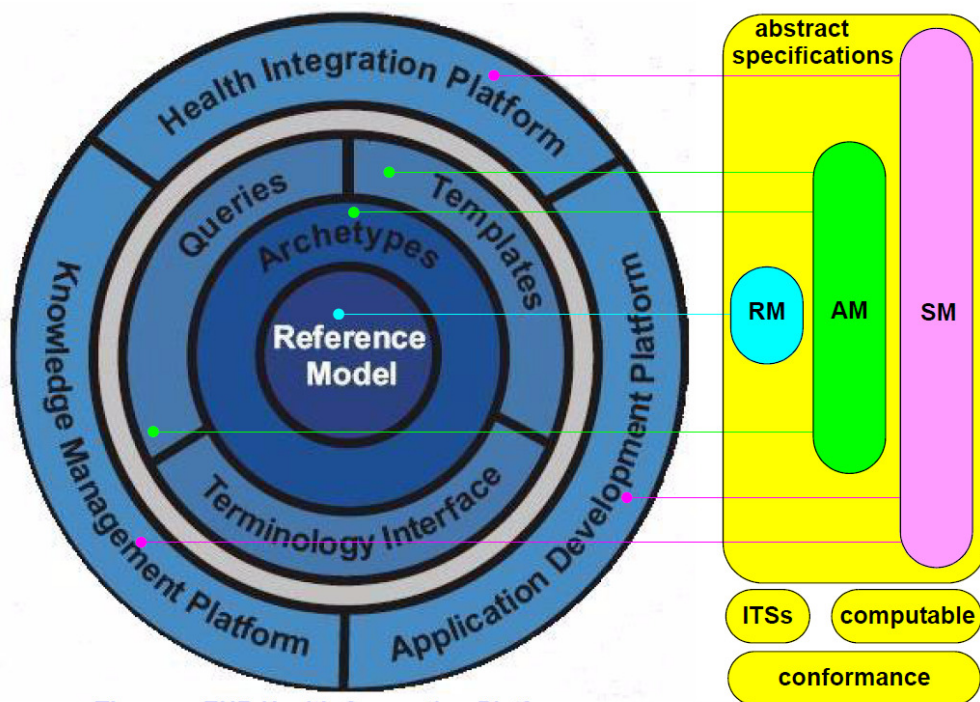 Health Integration Platform
Queries
Templates
Archetypes
Reference
Model
Terminology Interface
Knowledge Management Platform
Application Development Platform
abstract
specifications
RM
AM
SM
ITSs
computable
conformance